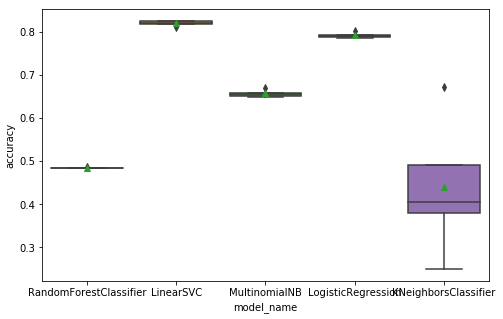 0.8
0.7
0.6
0.5
0.4
0.3
accuracy
RandomForestClassifier
LinearSVC
MultinomialNB
LogisticRegression
KNeighborsClassifier
model_name